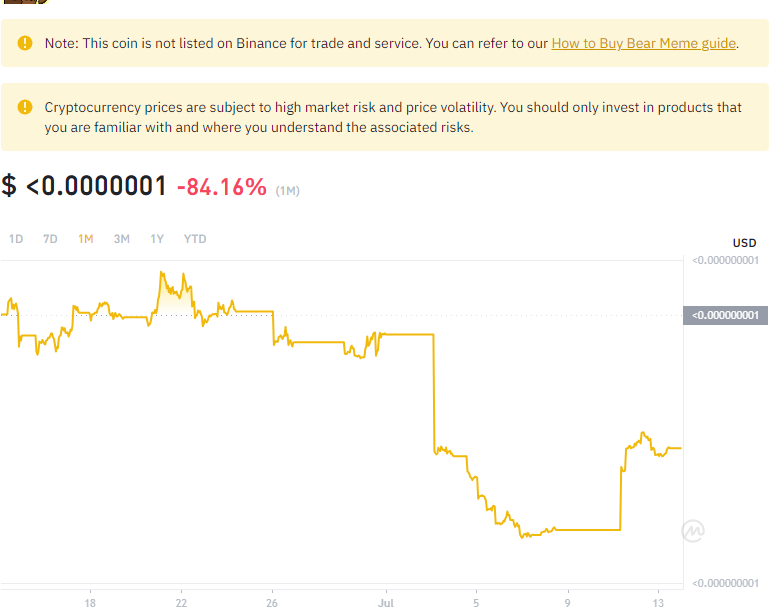 Note: This coin is not listed on Binance for trade and service. You can refer to our How to Buy Bear Meme guide.
Cryptocurrency prices are subject to high market risk and price volatility. You should only invest in products that
you are familiar with and where you understand the associated risks.
$ <0.0000001 -84.16% (1M)
1D 7D 1M 3M 1Y YTD
USD
<0.000000001
<0.000000001
<0.000000001
18 22 26 Jul 5 9 13